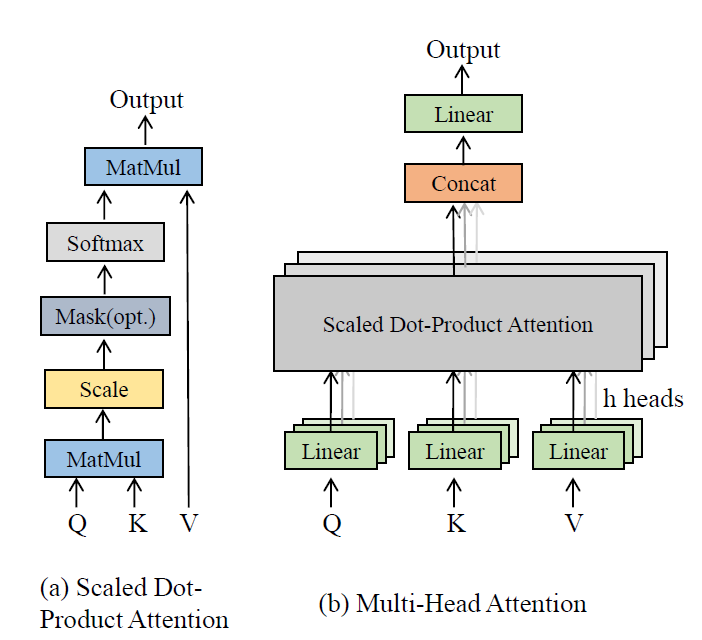 Output
MatMul
Softmax
Mask(opt.)
Scale
MatMul
Q K V
(a) Scaled Dot-
Product Attention
Output
Linear
Concat
Scaled Dot-Product Attention
h heads
Linear Linear Linear
Q K V
(b) Multi-Head Attention